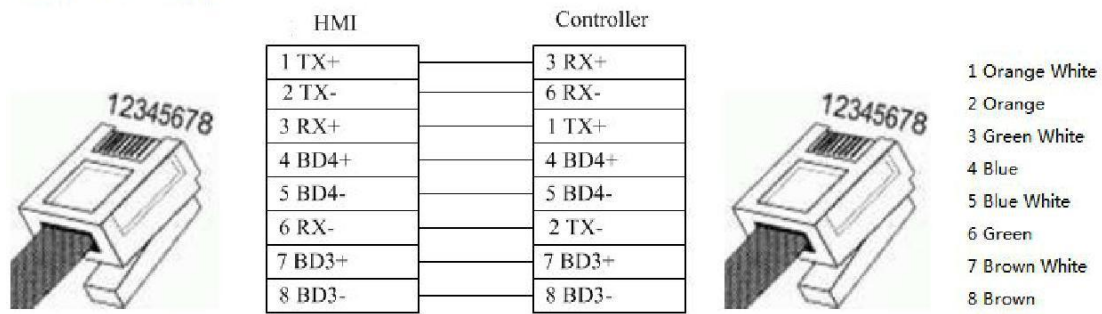 HMI
Controller
1 TX+
3 RX+
2 TX-
6 RX-
3 RX+
1 TX+
4 BD4+
4 BD4+
5 BD4-
5 BD4-
6 RX-
2 TX-
7 BD3+
7 BD3+
8 BD3-
8 BD3-
12345678
12345678
1 Orange White
2 Orange
3 Green White
4 Blue
5 Blue White
6 Green
7 Brown White
8 Brown